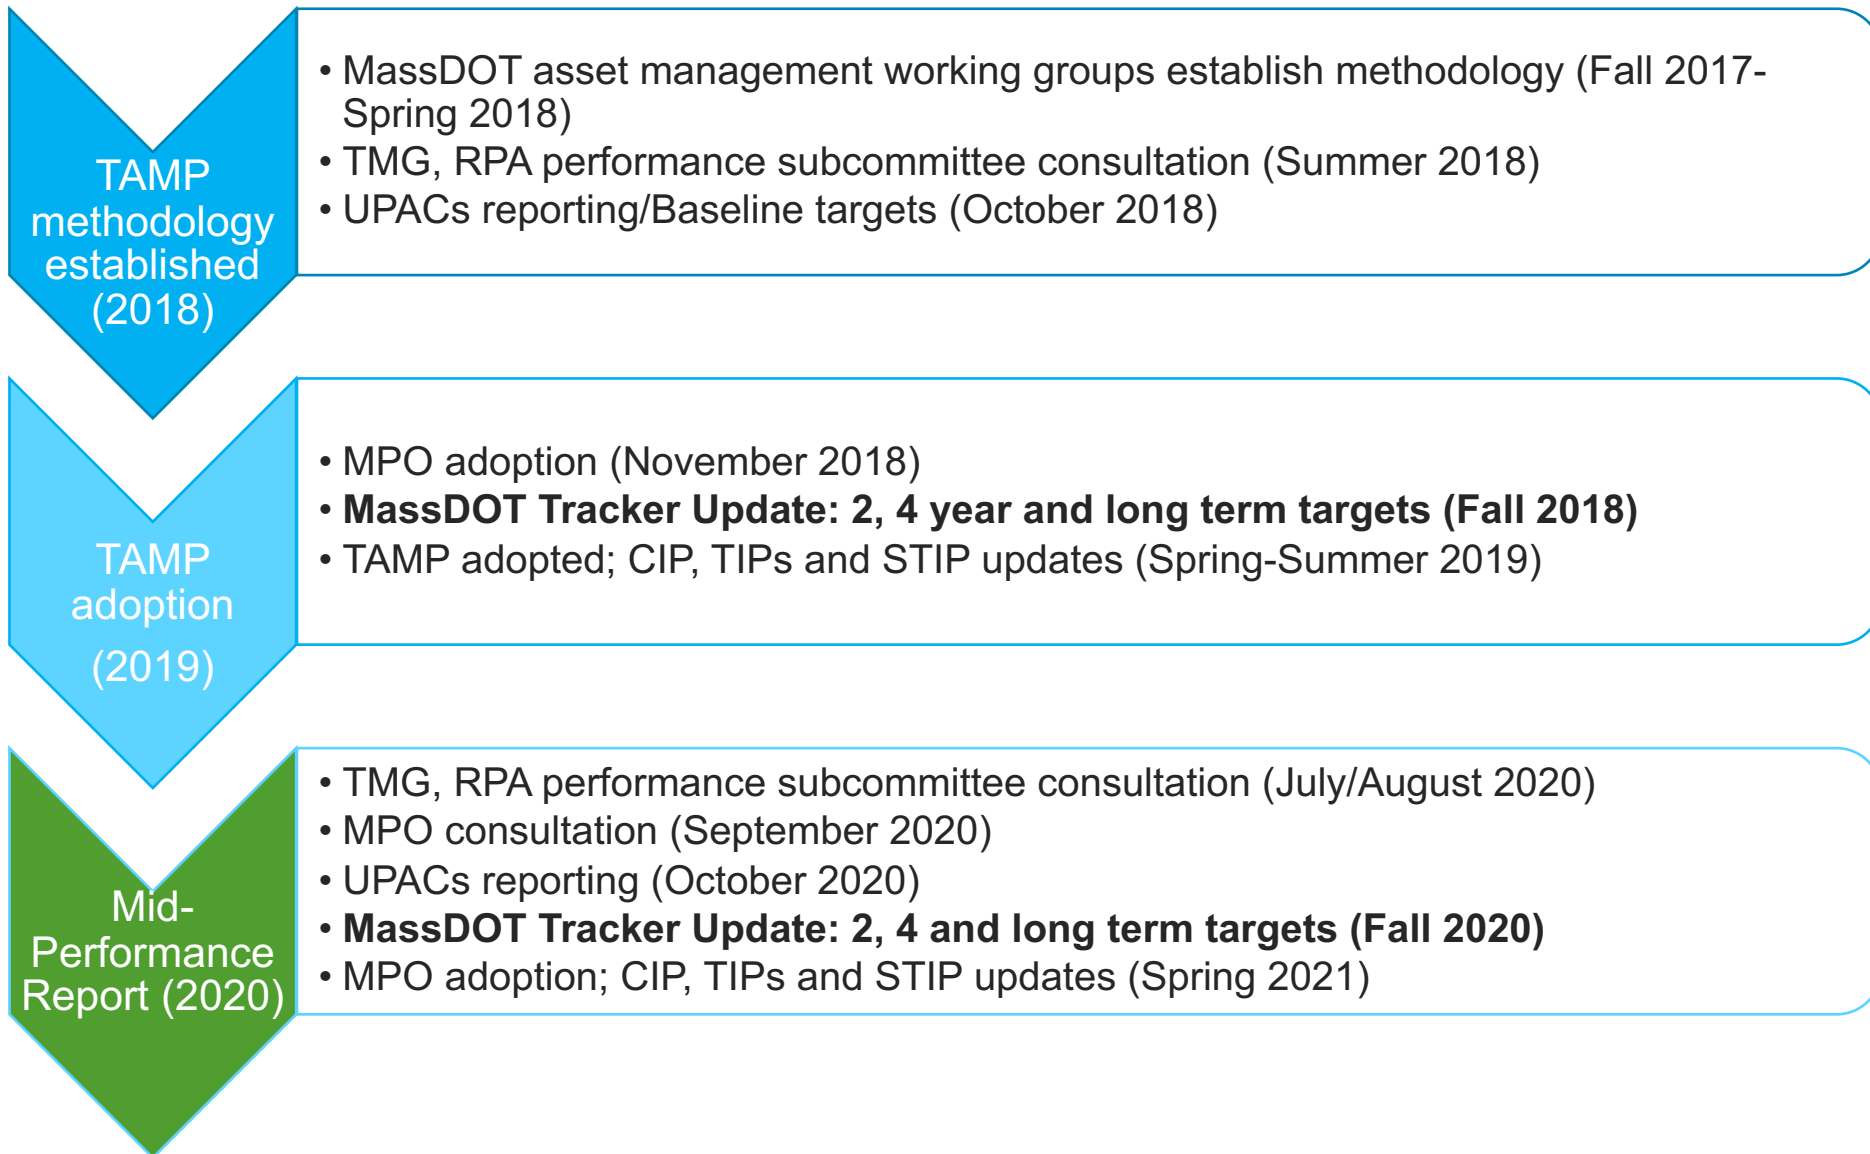 TAMP
methodology
established
(2018)
• MassDOT asset management working groups establish methodology (Fall 2017-
Spring 2018)
• TMG, RPA performance subcommittee consultation (Summer 2018)
• UPACs reporting/Baseline targets (October 2018)
TAMP
adoption
(2019)
• MPO adoption (November 2018)
• MassDOT Tracker Update: 2, 4 year and long term targets (Fall 2018)
• TAMP adopted; CIP, TIPs and STIP updates (Spring-Summer 2019)
Mid-
Performance
Report (2020)
• TMG, RPA performance subcommittee consultation (July/August 2020)
• MPO consultation (September 2020)
• UPACs reporting (October 2020)
• MassDOT Tracker Update: 2, 4 and long term targets (Fall 2020)
• MPO adoption; CIP, TIPs and STIP updates (Spring 2021)